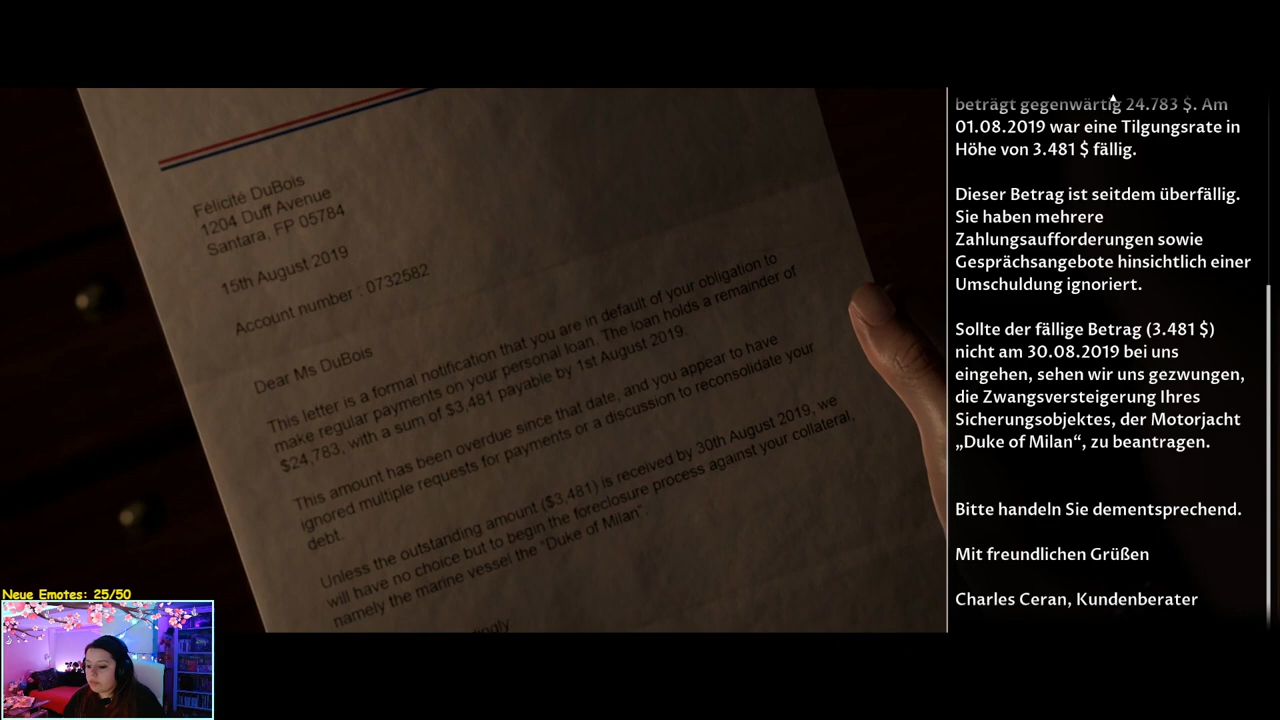 Félicité DuBois
1204 Duff Avenue
Santara, FP 05784
15th August 2019
Account number : 0732582
Dear Ms DuBois
This letter is a formal notification that you are in default of your obligation to
make regular payments on your personal loan. The loan holds a remainder of
$24,783, with a sum of $3,481 payable by 1st August 2019.
This amount has been overdue since that date, and you appear to have
ignored multiple requests for payments or a discussion to reconsolidate your
debt.
Unless the outstanding amount ($3,481) is received by 30th August 2019, we
will have no choice but to begin the foreclosure process against your collateral,
namely the marine vessel the "Duke of Milan".
beträgt gegenwärtig 24.783 $. Am
01.08.2019 war eine Tilgungsrate in
Höhe von 3.481 $ fällig.
Dieser Betrag ist seitdem überfällig.
Sie haben mehrere
Zahlungsaufforderungen sowie
Gesprächsangebote hinsichtlich einer
Umschuldung ignoriert.
Sollte der fällige Betrag (3.481 $)
nicht am 30.08.2019 bei uns
eingehen, sehen wir uns gezwungen,
die Zwangsversteigerung Ihres
Sicherungsobjektes, der Motorjacht
„Duke of Milan“, zu beantragen.
Bitte handeln Sie dementsprechend.
Mit freundlichen Grüßen
Charles Ceran, Kundenberater
Neue Emotes: 25/50